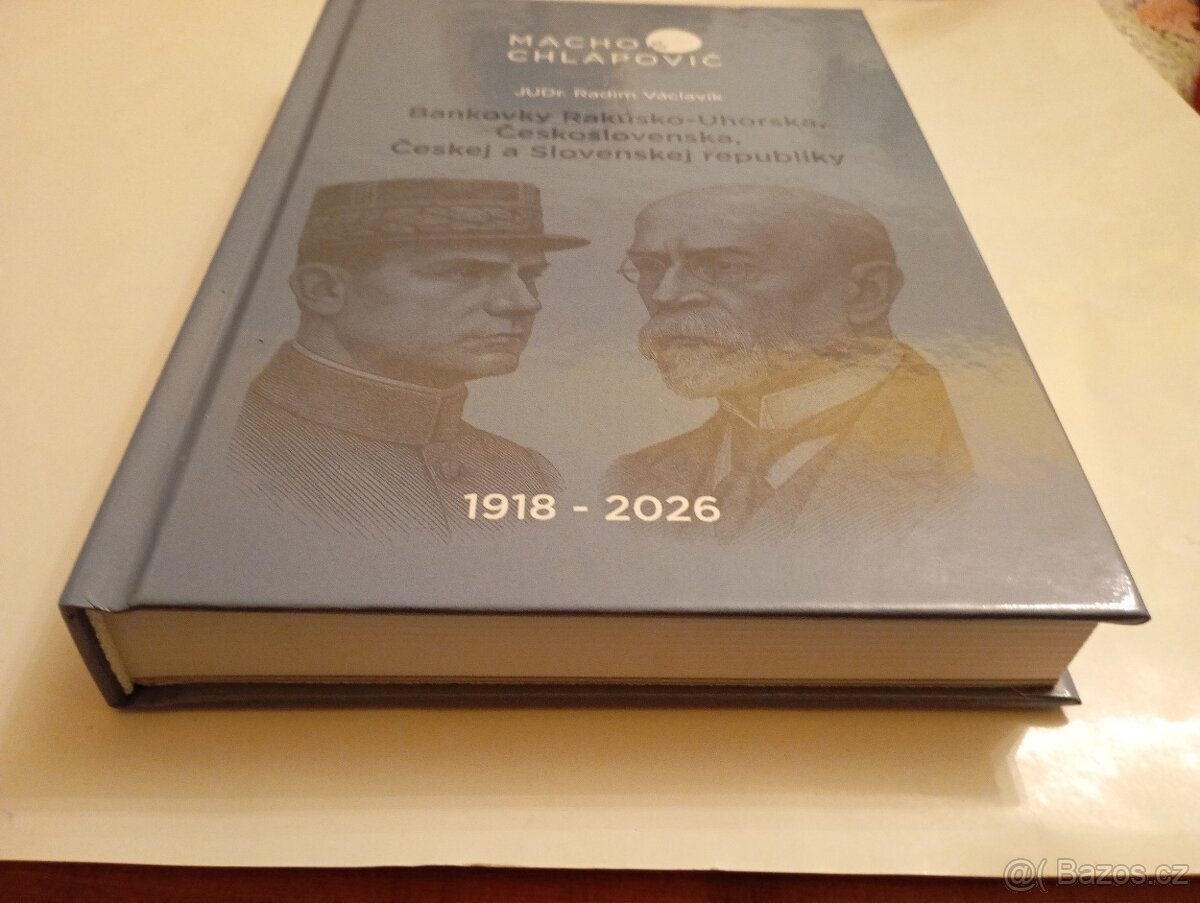 MACHO &
CHLAPOVIČ
JUDr. Radim Václavík
Bankovky Rakúsko-Uhorska,
Československa,
Českej a Slovenskej republiky
1918 - 2026
@( Bazos.cz